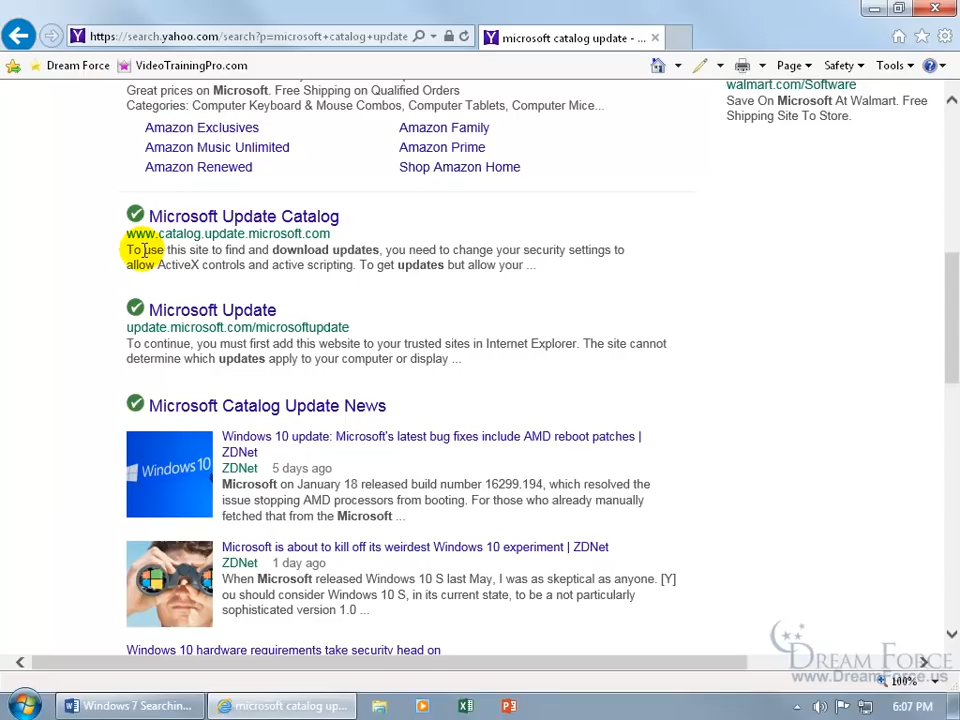 https://search.yahoo.com/search?p=microsoft+catalog+update
microsoft catalog update - ...
Dream Force
VideoTrainingPro.com
Page
Safety
Tools
Great prices on Microsoft. Free Shipping on Qualified Orders
Categories: Computer Keyboard & Mouse Combos, Computer Tablets, Computer Mice...
Amazon Exclusives
Amazon Family
Amazon Music Unlimited
Amazon Prime
Amazon Renewed
Shop Amazon Home
walmart.com/Software
Save On Microsoft At Walmart. Free
Shipping Site To Store.
Microsoft Update Catalog
www.catalog.update.microsoft.com
To use this site to find and download updates, you need to change your security settings to
allow ActiveX controls and active scripting. To get updates but allow your ...
Microsoft Update
update.microsoft.com/microsoftupdate
To continue, you must first add this website to your trusted sites in Internet Explorer. The site cannot
determine which updates apply to your computer or display ...
Microsoft Catalog Update News
Windows 10
Windows 10 update: Microsoft's latest bug fixes include AMD reboot patches |
ZDNet
ZDNet 5 days ago
Microsoft on January 18 released build number 16299.194, which resolved the
issue stopping AMD processors from booting. For those who already manually
fetched that from the Microsoft ...
Microsoft is about to kill off its weirdest Windows 10 experiment | ZDNet
ZDNet 1 day ago
When Microsoft released Windows 10 S last May, I was as skeptical as anyone. [Y]
ou should consider Windows 10 S, in its current state, to be a not particularly
sophisticated version 1.0 ...
Windows 10 hardware requirements take security head on
DREAM FORCE
www.DreamForce.us
100%
Windows 7 Searchin...
microsoft catalog up...
6:07 PM